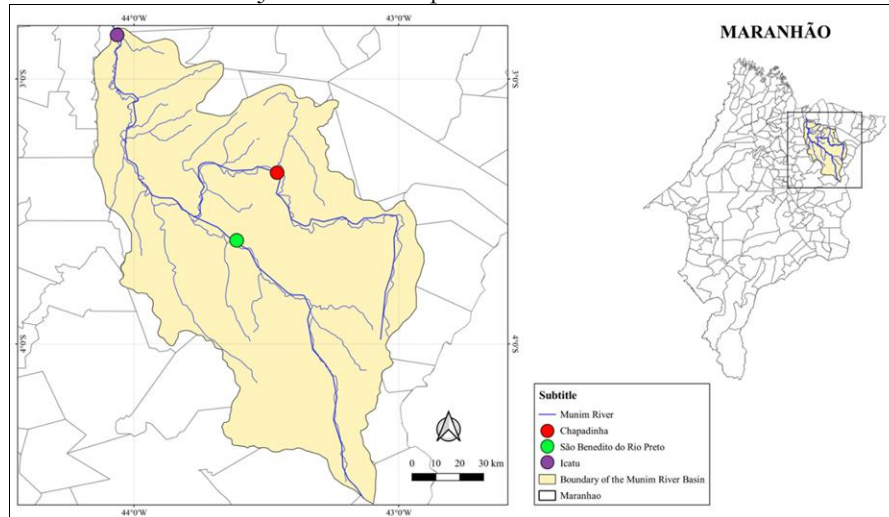 44°0'W 43°0'W
3°0'S 3°0'S
4°0'S 4°0'S
0 10 20 30 km
44°0'W 43°0'W
MARANHÃO
Subtitle
Munim River
Chapadinha
São Benedito do Rio Preto
Icatu
Boundary of the Munim River Basin
Maranhao